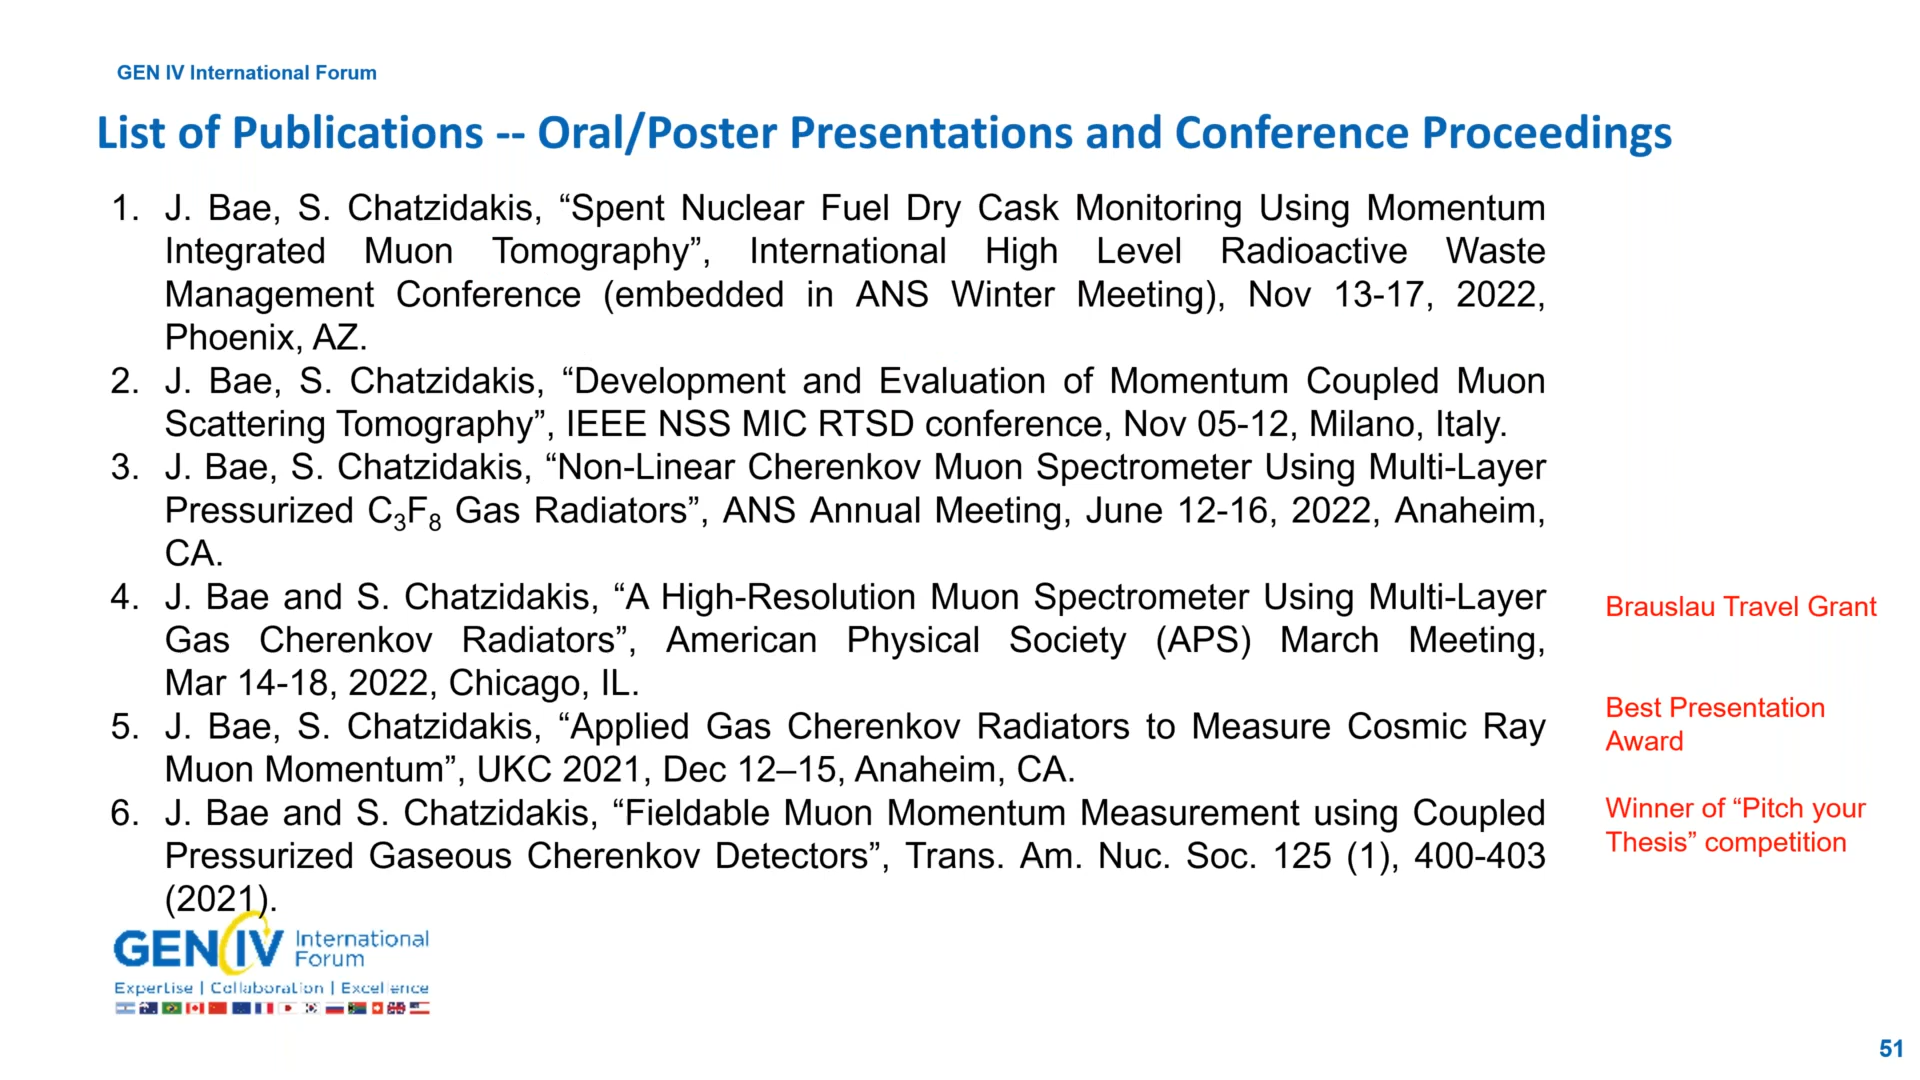 GEN IV International Forum
List of Publications -- Oral/Poster Presentations and Conference Proceedings
1. J. Bae, S. Chatzidakis, “Spent Nuclear Fuel Dry Cask Monitoring Using Momentum
Integrated Muon Tomography”, International High Level Radioactive Waste
Management Conference (embedded in ANS Winter Meeting), Nov 13-17, 2022,
Phoenix, AZ.
2. J. Bae, S. Chatzidakis, “Development and Evaluation of Momentum Coupled Muon
Scattering Tomography”, IEEE NSS MIC RTSD conference, Nov 05-12, Milano, Italy.
3. J. Bae, S. Chatzidakis, “Non-Linear Cherenkov Muon Spectrometer Using Multi-Layer
Pressurized C₃F₈ Gas Radiators”, ANS Annual Meeting, June 12-16, 2022, Anaheim,
CA.
4. J. Bae and S. Chatzidakis, “A High-Resolution Muon Spectrometer Using Multi-Layer
Gas Cherenkov Radiators”, American Physical Society (APS) March Meeting,
Mar 14-18, 2022, Chicago, IL.
Brauslau Travel Grant
5. J. Bae, S. Chatzidakis, “Applied Gas Cherenkov Radiators to Measure Cosmic Ray
Muon Momentum”, UKC 2021, Dec 12–15, Anaheim, CA.
Best Presentation
Award
6. J. Bae and S. Chatzidakis, “Fieldable Muon Momentum Measurement using Coupled
Pressurized Gaseous Cherenkov Detectors”, Trans. Am. Nuc. Soc. 125 (1), 400-403
(2021).
Winner of “Pitch your
Thesis” competition
GEN IV International
Forum
Expertise | Collaboration | Excellence
51